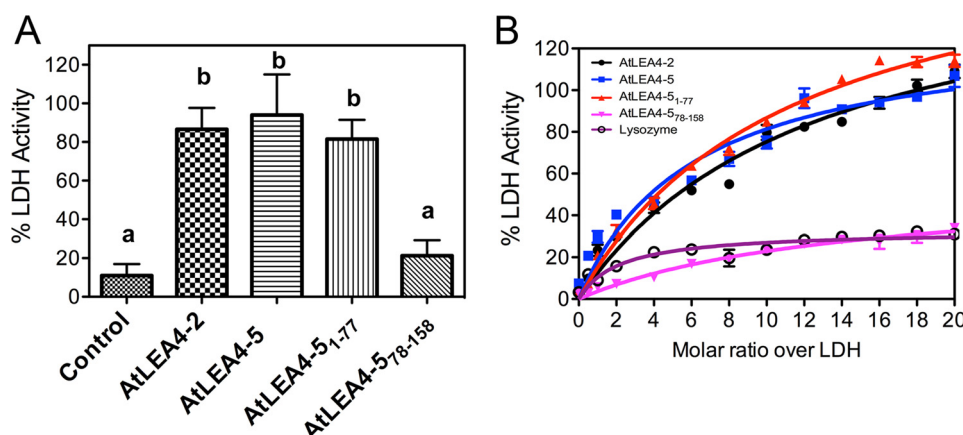 A
% LDH Activity
120
100
80
60
40
20
0
a
b
b
b
a
Control
AtLEA4-2
AtLEA4-5
AtLEA4-51-77
AtLEA4-578-158
B
% LDH Activity
120
100
80
60
40
20
0
AtLEA4-2
AtLEA4-5
AtLEA4-51-77
AtLEA4-578-158
Lysozyme
0 2 4 6 8 10 12 14 16 18 20
Molar ratio over LDH